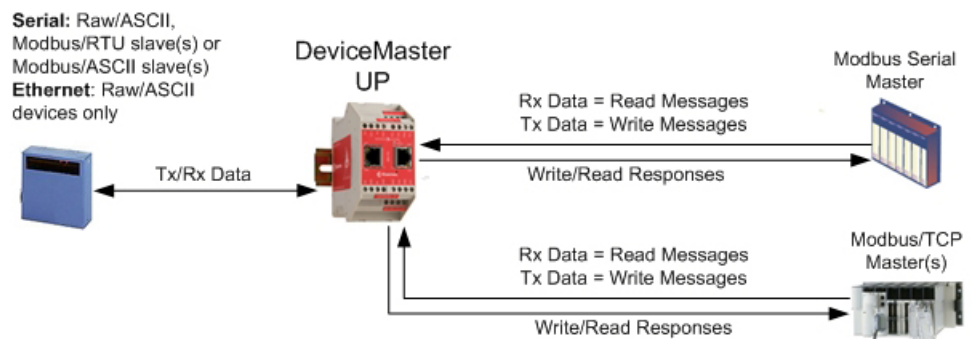 Serial: Raw/ASCII,
Modbus/RTU slave(s) or
Modbus/ASCII slave(s)
Ethernet: Raw/ASCII
devices only
DeviceMaster
UP
Modbus Serial
Master
Rx Data = Read Messages
Tx Data = Write Messages
Write/Read Responses
Tx/Rx Data
Modbus/TCP
Master(s)
Rx Data = Read Messages
Tx Data = Write Messages
Write/Read Responses